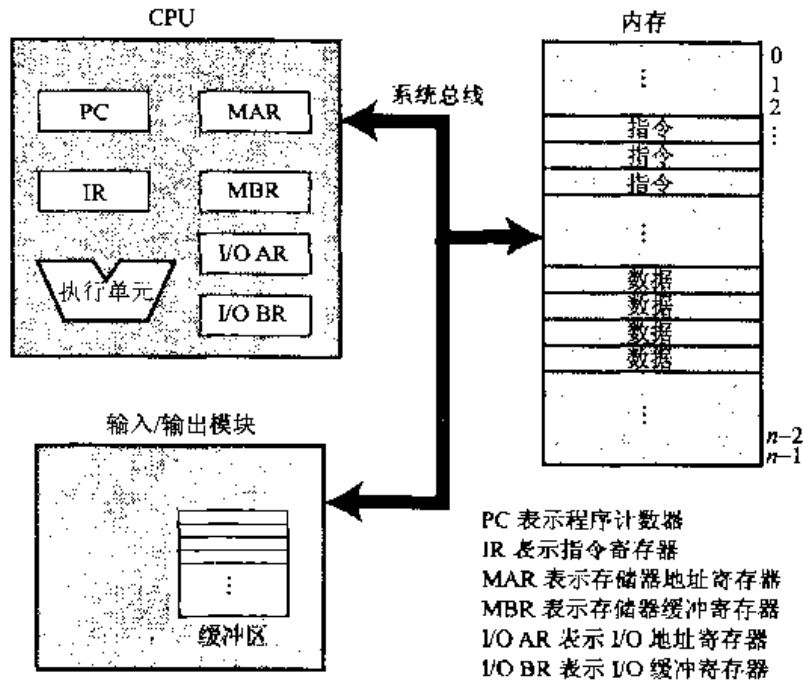 CPU
PC
MAR
IR
MBR
I/O AR
执行单元
I/O BR
系统总线
内存
0
1
2
⋮
⋮
指令
指令
指令
⋮
数据
数据
数据
数据
⋮
n−2
n−1
输入/输出模块
⋮
缓冲区
PC 表示程序计数器
IR 表示指令寄存器
MAR 表示存储器地址寄存器
MBR 表示存储器缓冲寄存器
I/O AR 表示 I/O 地址寄存器
I/O BR 表示 I/O 缓冲寄存器